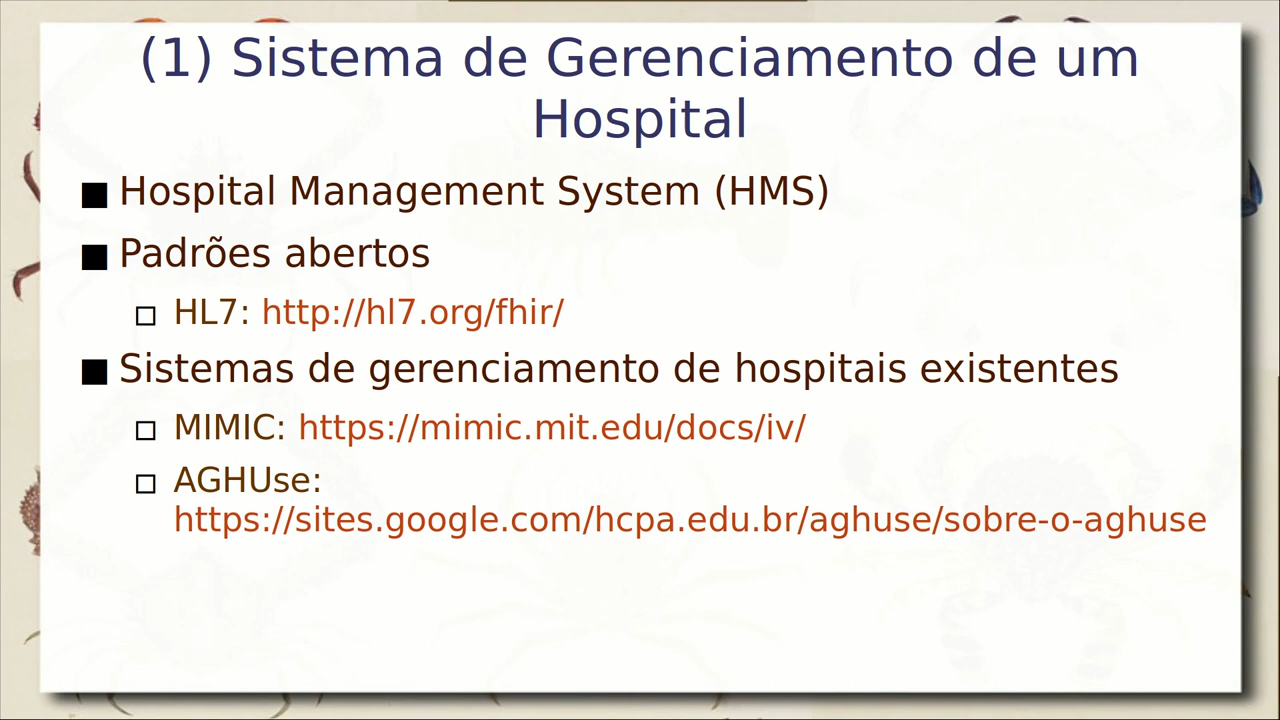 (1) Sistema de Gerenciamento de um
Hospital
Hospital Management System (HMS)
Padrões abertos
HL7: http://hl7.org/fhir/
Sistemas de gerenciamento de hospitais existentes
MIMIC: https://mimic.mit.edu/docs/iv/
AGHUse:
https://sites.google.com/hcpa.edu.br/aghuse/sobre-o-aghuse